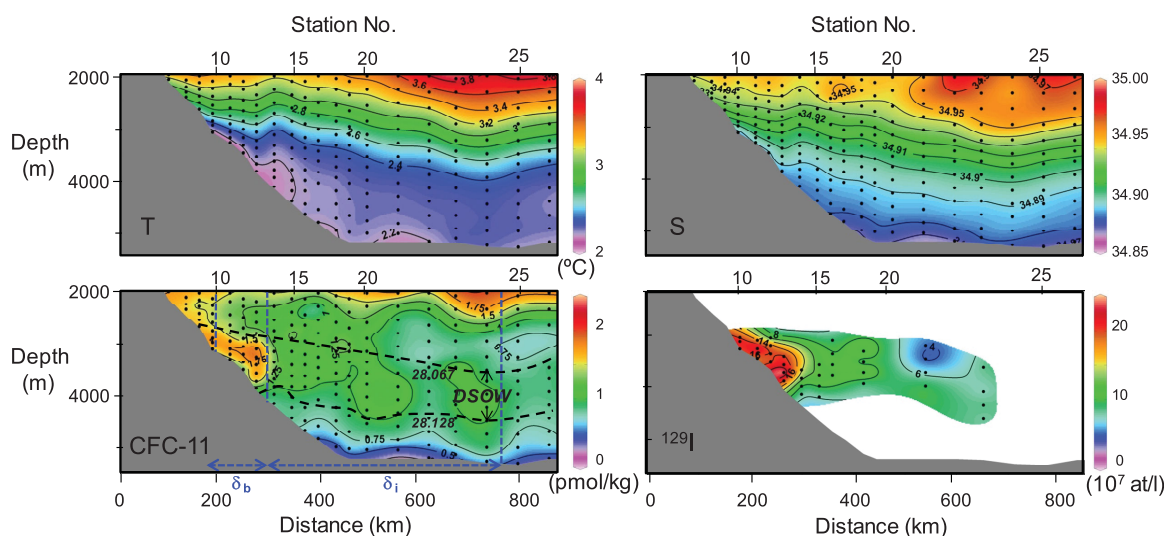 Station No.
Station No.
10 15 20 25
10 15 20 25
2000
4000
Depth
(m)
3.6
3.8
3.4
3.2
3
2.8
2.4
2.2
T
4
3
2
(ºC)
34.94
34.95
34.97
34.95
34.92
34.91
34.9
34.89
S
35.00
34.95
34.90
34.85
10 15 20 25
10 15 20 25
2000
4000
Depth
(m)
1.75
1.5
0.75
28.067
DSOW
28.128
0.75
0.5
CFC-11
δb
δi
2
1
0
(pmol/kg)
8
14
16
4
6
129I
20
10
0
(10⁷ at/l)
0 200 400 600 800
0 200 400 600 800
Distance (km)
Distance (km)